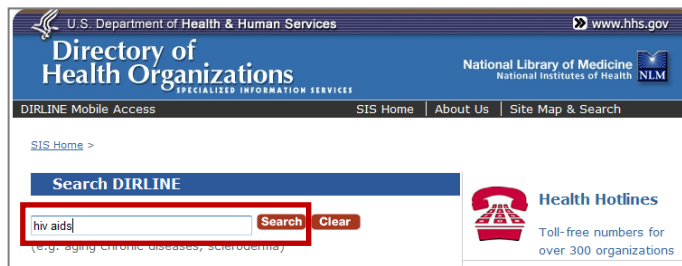 U.S. Department of Health & Human Services
www.hhs.gov
Directory of
Health Organizations
SPECIALIZED INFORMATION SERVICES
National Library of Medicine
National Institutes of Health
NLM
DIRLINE Mobile Access
SIS Home | About Us | Site Map & Search
SIS Home >
Search DIRLINE
hiv aids
Search
Clear
(e.g. aging chronic diseases, scleroderma)
Health Hotlines
Toll-free numbers for
over 300 organizations